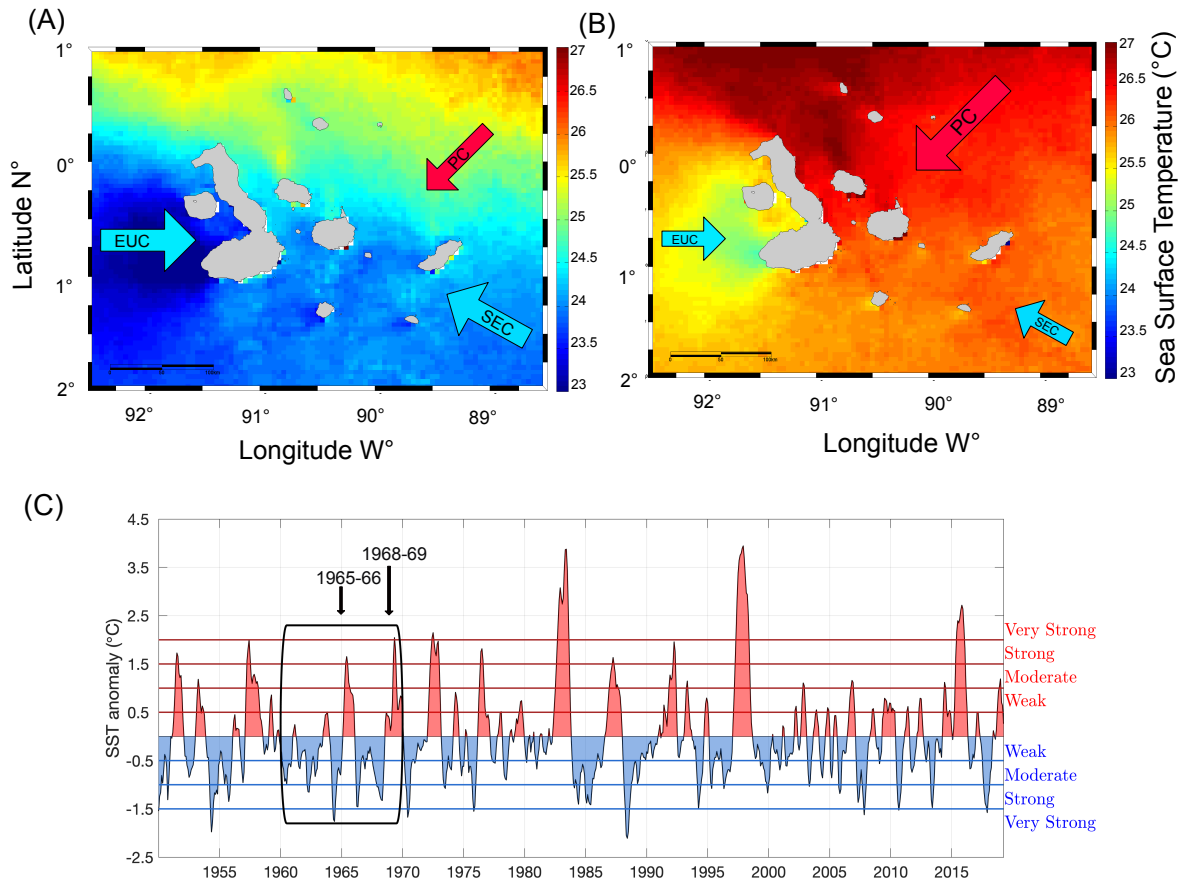 (A)
(B)
1°
0°
1°
2°
Latitude N°
92°
91°
90°
89°
Longitude W°
EUC
PC
SEC
27
26.5
26
25.5
25
24.5
24
23.5
23
1°
0°
1°
2°
92°
91°
90°
89°
Longitude W°
EUC
PC
SEC
27
26.5
26
25.5
25
24.5
24
23.5
23
Sea Surface Temperature (°C)
(C)
4.5
3.5
2.5
1.5
0.5
-0.5
-1.5
-2.5
SST anomaly (°C)
1968-69
1965-66
Very Strong
Strong
Moderate
Weak
Weak
Moderate
Strong
Very Strong
1955
1960
1965
1970
1975
1980
1985
1990
1995
2000
2005
2010
2015